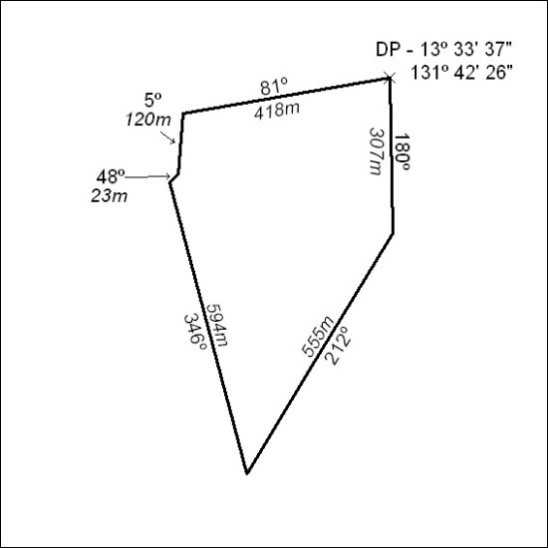 DP - 13º 33' 37"
131º 42' 26"
81º
418m
5º
120m
48º
23m
307m
180º
594m
346º
555m
212º